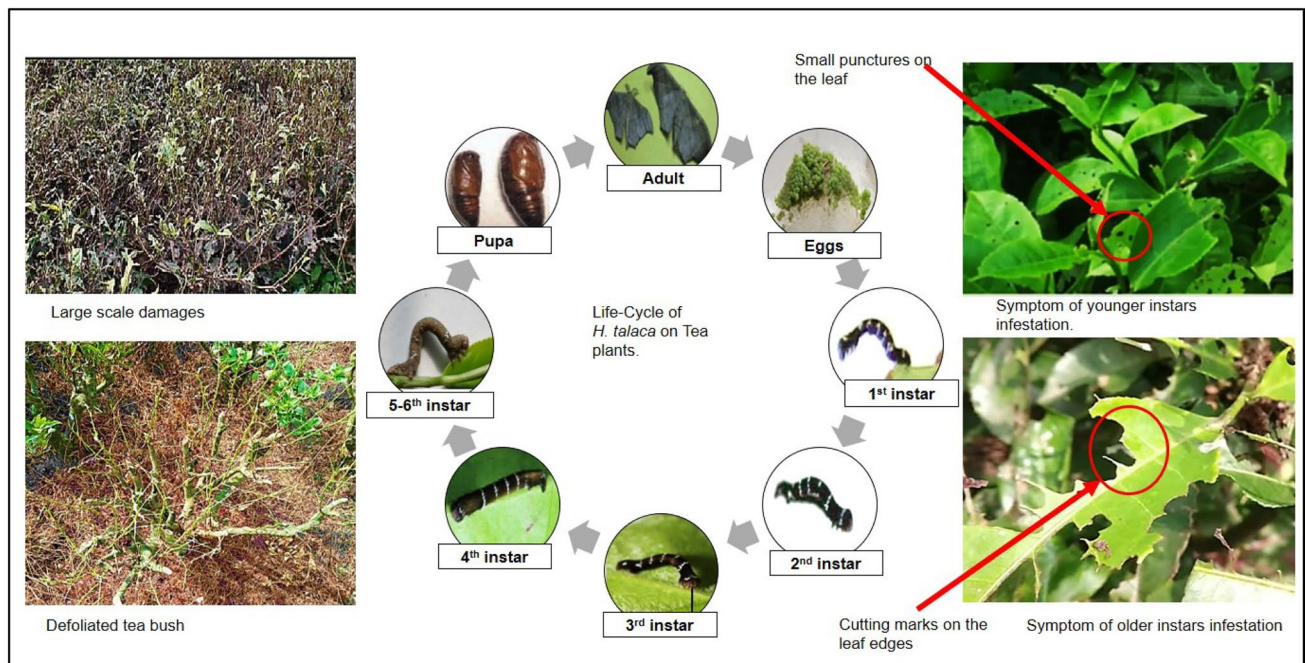 Small punctures on
the leaf
Adult
Pupa
Eggs
Large scale damages
Life-Cycle of
H. talaca on Tea
plants.
Symptom of younger instars
infestation.
5-6th instar
1st instar
4th instar
2nd instar
3rd instar
Defoliated tea bush
Cutting marks on the
leaf edges
Symptom of older instars infestation